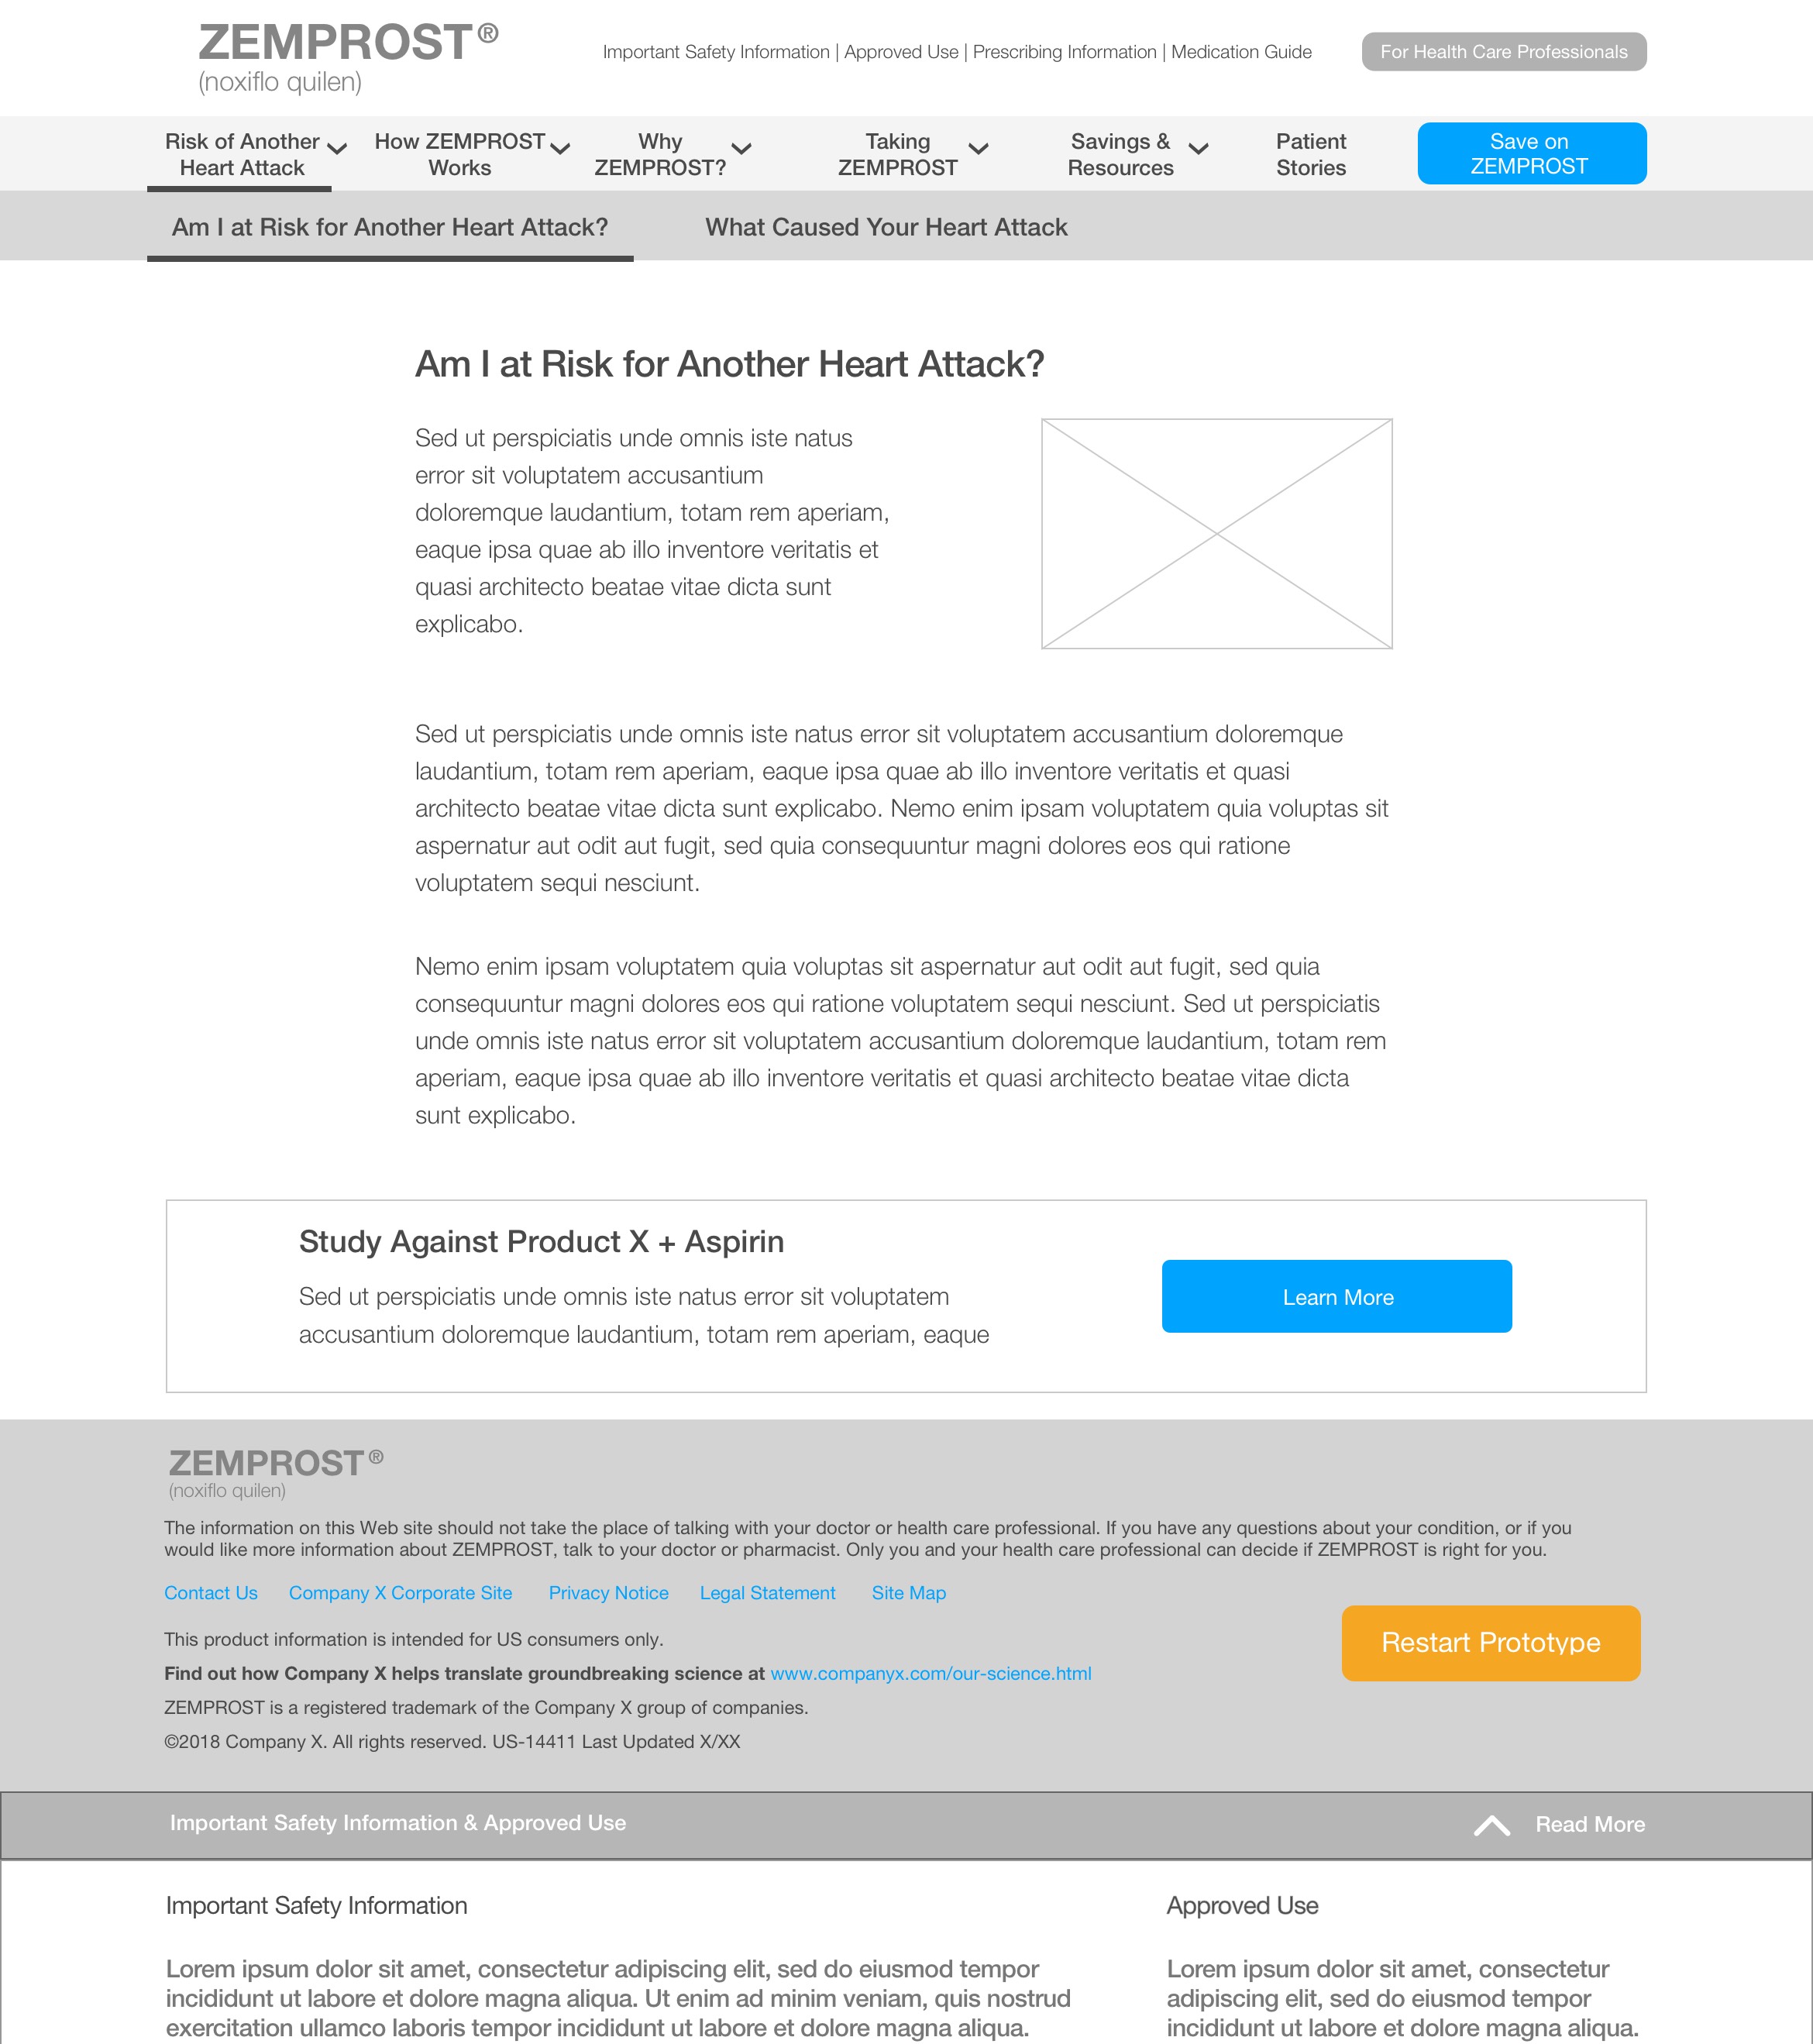 ZEMPROST®
(noxiflo quilen)
Important Safety Information | Approved Use | Prescribing Information | Medication Guide
For Health Care Professionals
Risk of Another
Heart Attack
How ZEMPROST
Works
Why
ZEMPROST?
Taking
ZEMPROST
Savings &
Resources
Patient
Stories
Save on
ZEMPROST
Am I at Risk for Another Heart Attack?
What Caused Your Heart Attack
Am I at Risk for Another Heart Attack?
Sed ut perspiciatis unde omnis iste natus
error sit voluptatem accusantium
doloremque laudantium, totam rem aperiam,
eaque ipsa quae ab illo inventore veritatis et
quasi architecto beatae vitae dicta sunt
explicabo.
Sed ut perspiciatis unde omnis iste natus error sit voluptatem accusantium doloremque
laudantium, totam rem aperiam, eaque ipsa quae ab illo inventore veritatis et quasi
architecto beatae vitae dicta sunt explicabo. Nemo enim ipsam voluptatem quia voluptas sit
aspernatur aut odit aut fugit, sed quia consequuntur magni dolores eos qui ratione
voluptatem sequi nesciunt.
Nemo enim ipsam voluptatem quia voluptas sit aspernatur aut odit aut fugit, sed quia
consequuntur magni dolores eos qui ratione voluptatem sequi nesciunt. Sed ut perspiciatis
unde omnis iste natus error sit voluptatem accusantium doloremque laudantium, totam rem
aperiam, eaque ipsa quae ab illo inventore veritatis et quasi architecto beatae vitae dicta
sunt explicabo.
Study Against Product X + Aspirin
Sed ut perspiciatis unde omnis iste natus error sit voluptatem
accusantium doloremque laudantium, totam rem aperiam, eaque
Learn More
ZEMPROST®
(noxiflo quilen)
The information on this Web site should not take the place of talking with your doctor or health care professional. If you have any questions about your condition, or if you
would like more information about ZEMPROST, talk to your doctor or pharmacist. Only you and your health care professional can decide if ZEMPROST is right for you.
Contact Us Company X Corporate Site Privacy Notice Legal Statement Site Map
This product information is intended for US consumers only.
Restart Prototype
Find out how Company X helps translate groundbreaking science at www.companyx.com/our-science.html
ZEMPROST is a registered trademark of the Company X group of companies.
©2018 Company X. All rights reserved. US-14411 Last Updated X/XX
Important Safety Information & Approved Use
Read More
Important Safety Information
Lorem ipsum dolor sit amet, consectetur adipiscing elit, sed do eiusmod tempor
incididunt ut labore et dolore magna aliqua. Ut enim ad minim veniam, quis nostrud
exercitation ullamco laboris tempor incididunt ut labore et dolore magna aliqua.
Approved Use
Lorem ipsum dolor sit amet, consectetur
adipiscing elit, sed do eiusmod tempor
incididunt ut labore et dolore magna aliqua.